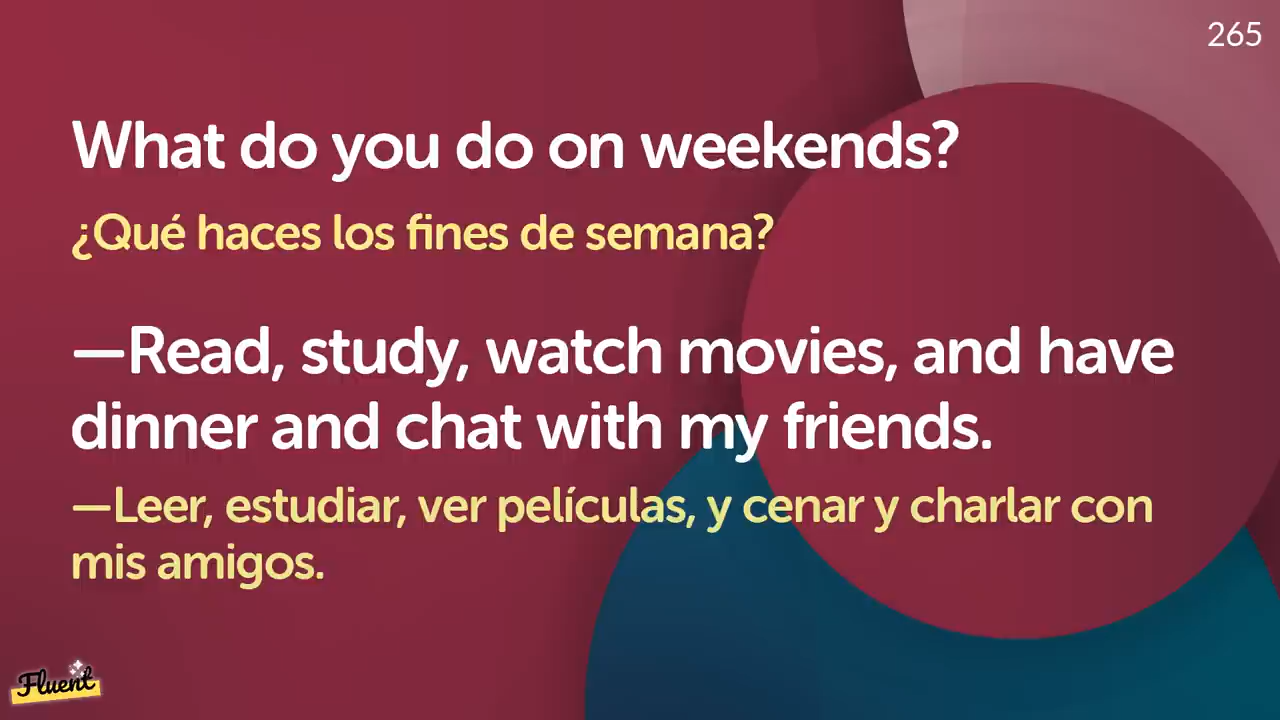 265
What do you do on weekends?
¿Qué haces los fines de semana?
—Read, study, watch movies, and have
dinner and chat with my friends.
—Leer, estudiar, ver películas, y cenar y charlar con
mis amigos.
Fluent